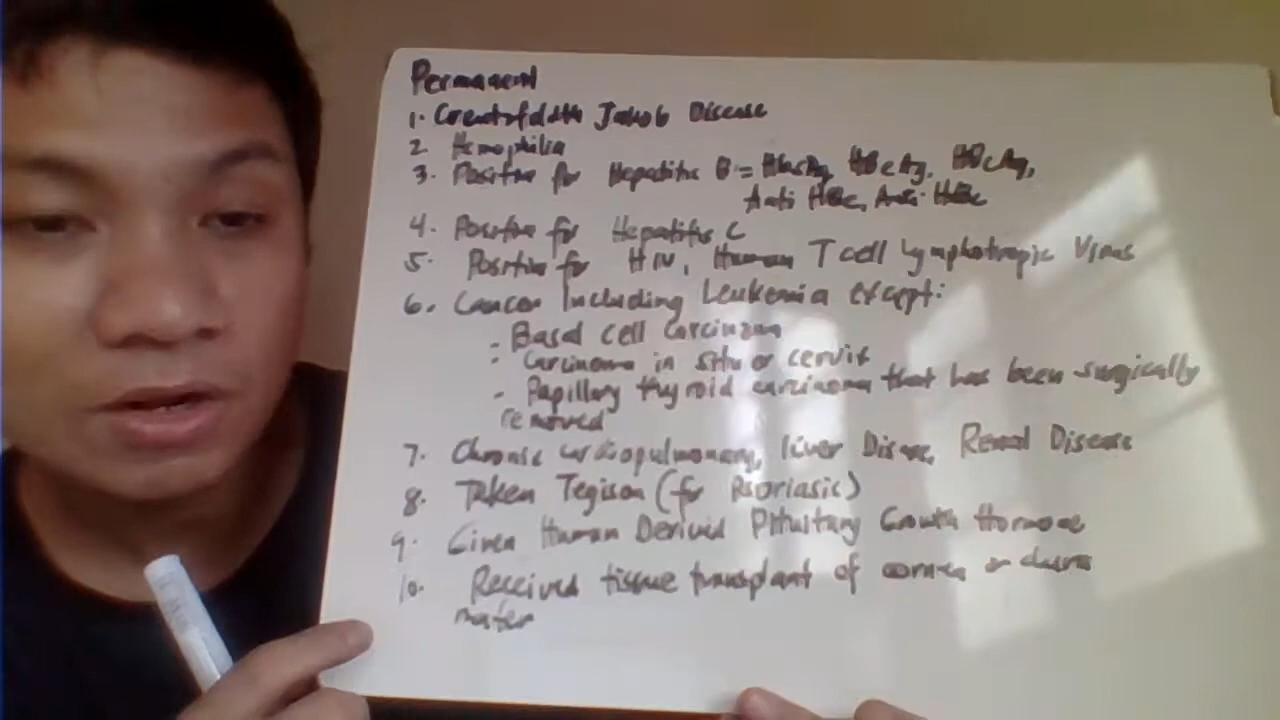 Permanent
1. Creutzfeldth Jakob Disease
2. Hemophilia
3. Positive for Hepatitis B = HBsAg, HBeAg, HBcAg,
Anti HBe, Anti-HBc
4. Positive for Hepatitis C
5. Positive for HIV, Human T cell lymphotropic Virus
6. Cancer Including Leukemia except:
- Basal cell Carcinoma
- Carcinoma in situ or cervix
- Papillary thyroid carcinoma that has been surgically
removed
7. Chronic cardiopulmonary, liver Disease, Renal Disease
8. Taken Tegison (for Psoriasis)
9. Given Human Derived Pituitary Growth Hormone
10. Received tissue transplant of cornea or dura
mater